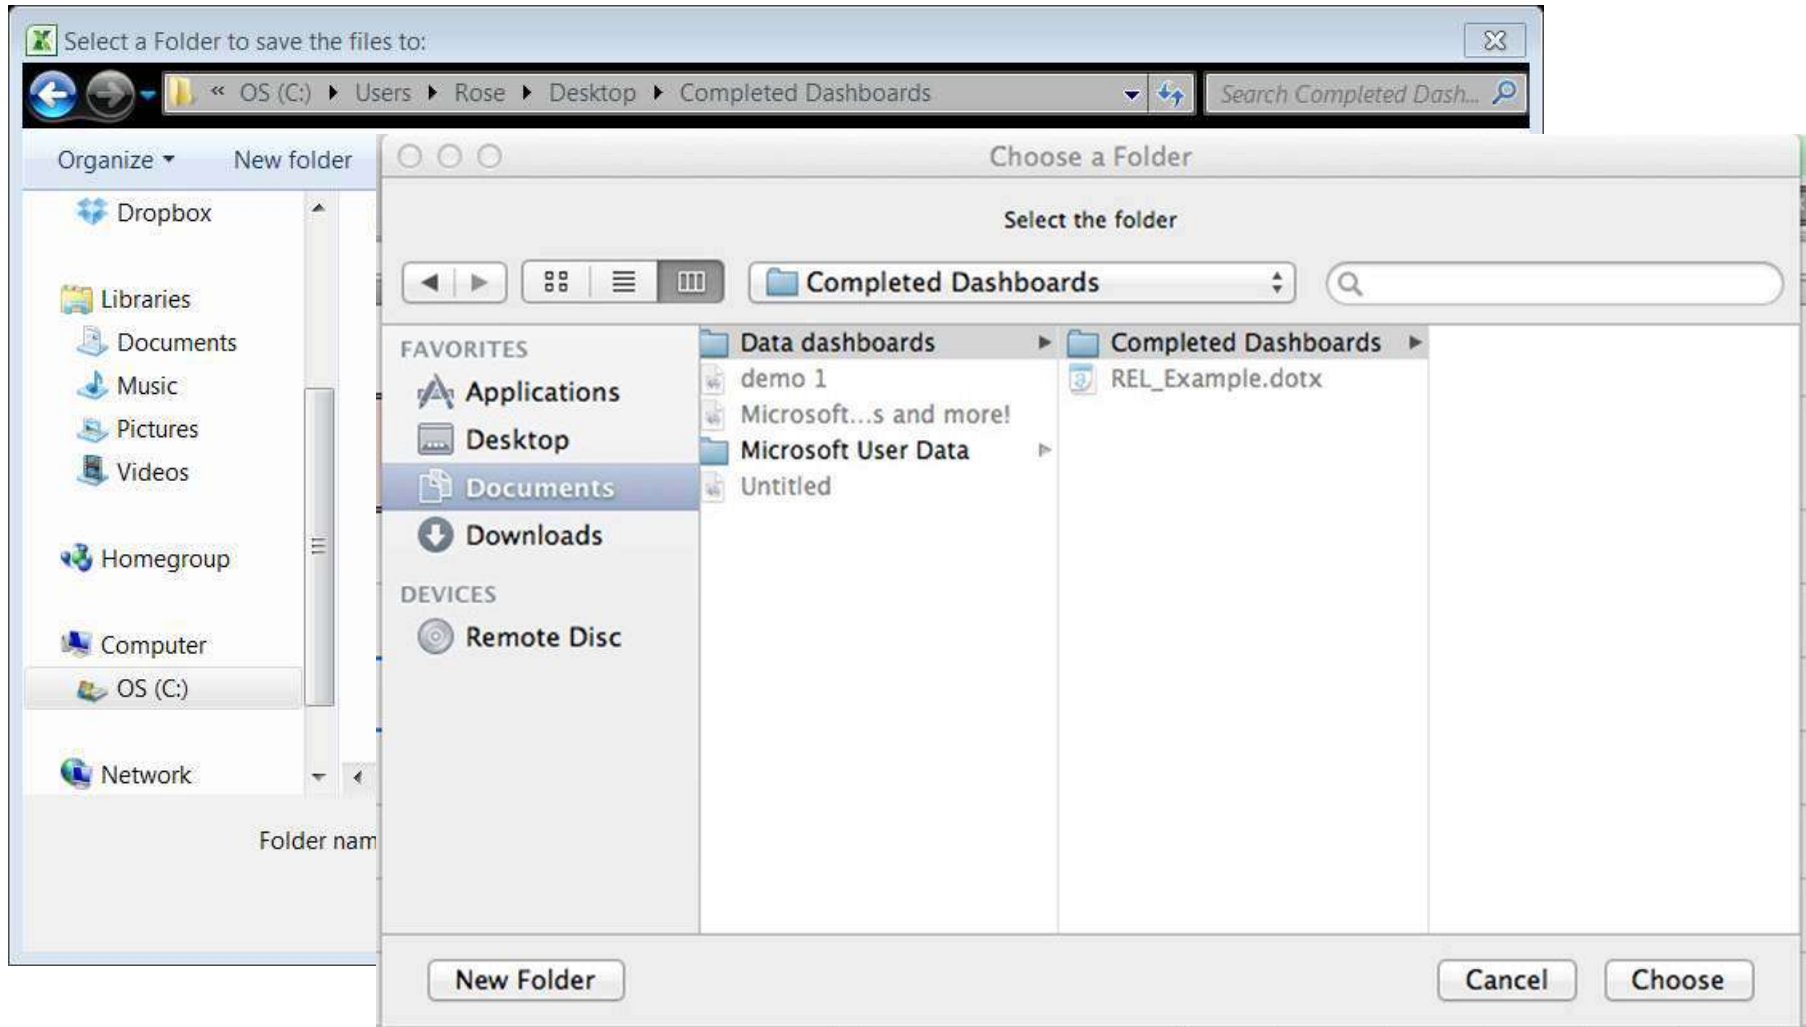 Select a Folder to save the files to:
« OS (C:) ▸ Users ▸ Rose ▸ Desktop ▸ Completed Dashboards
Search Completed Dash...
Organize
New folder
Dropbox
Libraries
Documents
Music
Pictures
Videos
Homegroup
Computer
OS (C:)
Network
Folder nam
Choose a Folder
Select the folder
Completed Dashboards
FAVORITES
Applications
Desktop
Documents
Downloads
DEVICES
Remote Disc
Data dashboards
demo 1
Microsoft...s and more!
Microsoft User Data
Untitled
Completed Dashboards
REL_Example.dotx
New Folder
Cancel
Choose